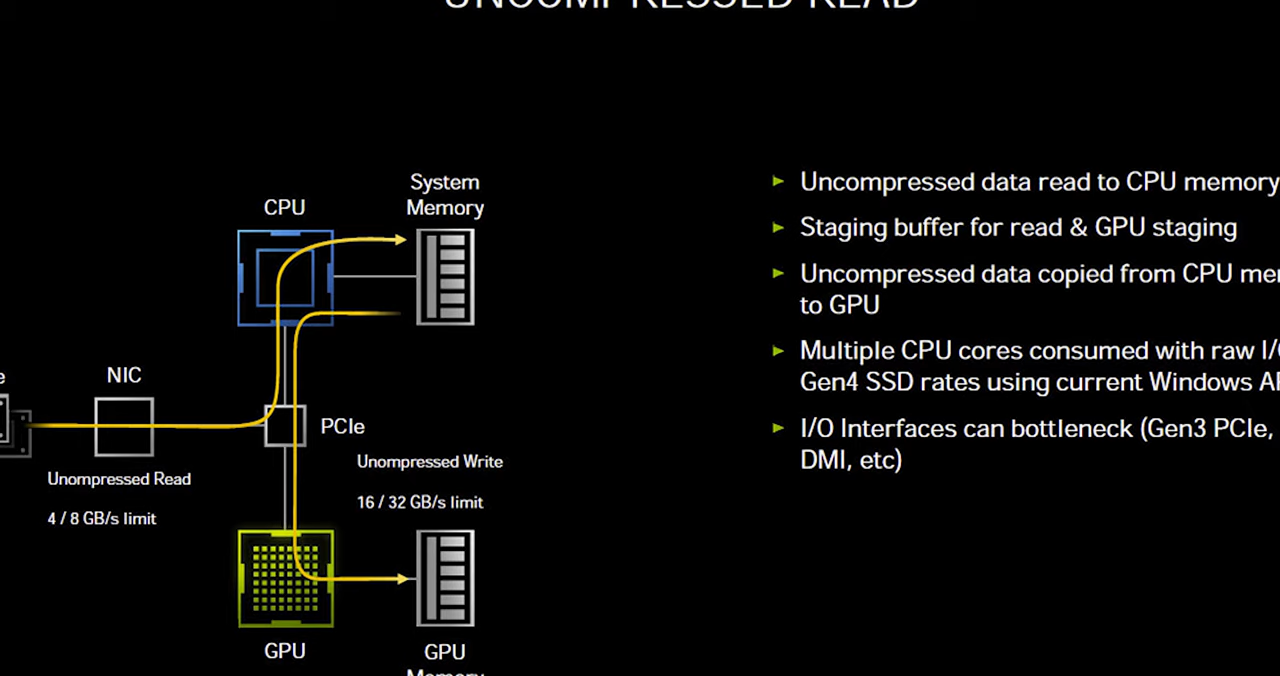 UNCOMPRESSED READ
System
Memory
CPU
NIC
PCIe
Unompressed Read
4 / 8 GB/s limit
Unompressed Write
16 / 32 GB/s limit
GPU
GPU
Memory
Uncompressed data read to CPU memory
Staging buffer for read & GPU staging
Uncompressed data copied from CPU
to GPU
Multiple CPU cores consumed with raw
Gen4 SSD rates using current Windows
I/O Interfaces can bottleneck (Gen3 PCIe,
DMI, etc)